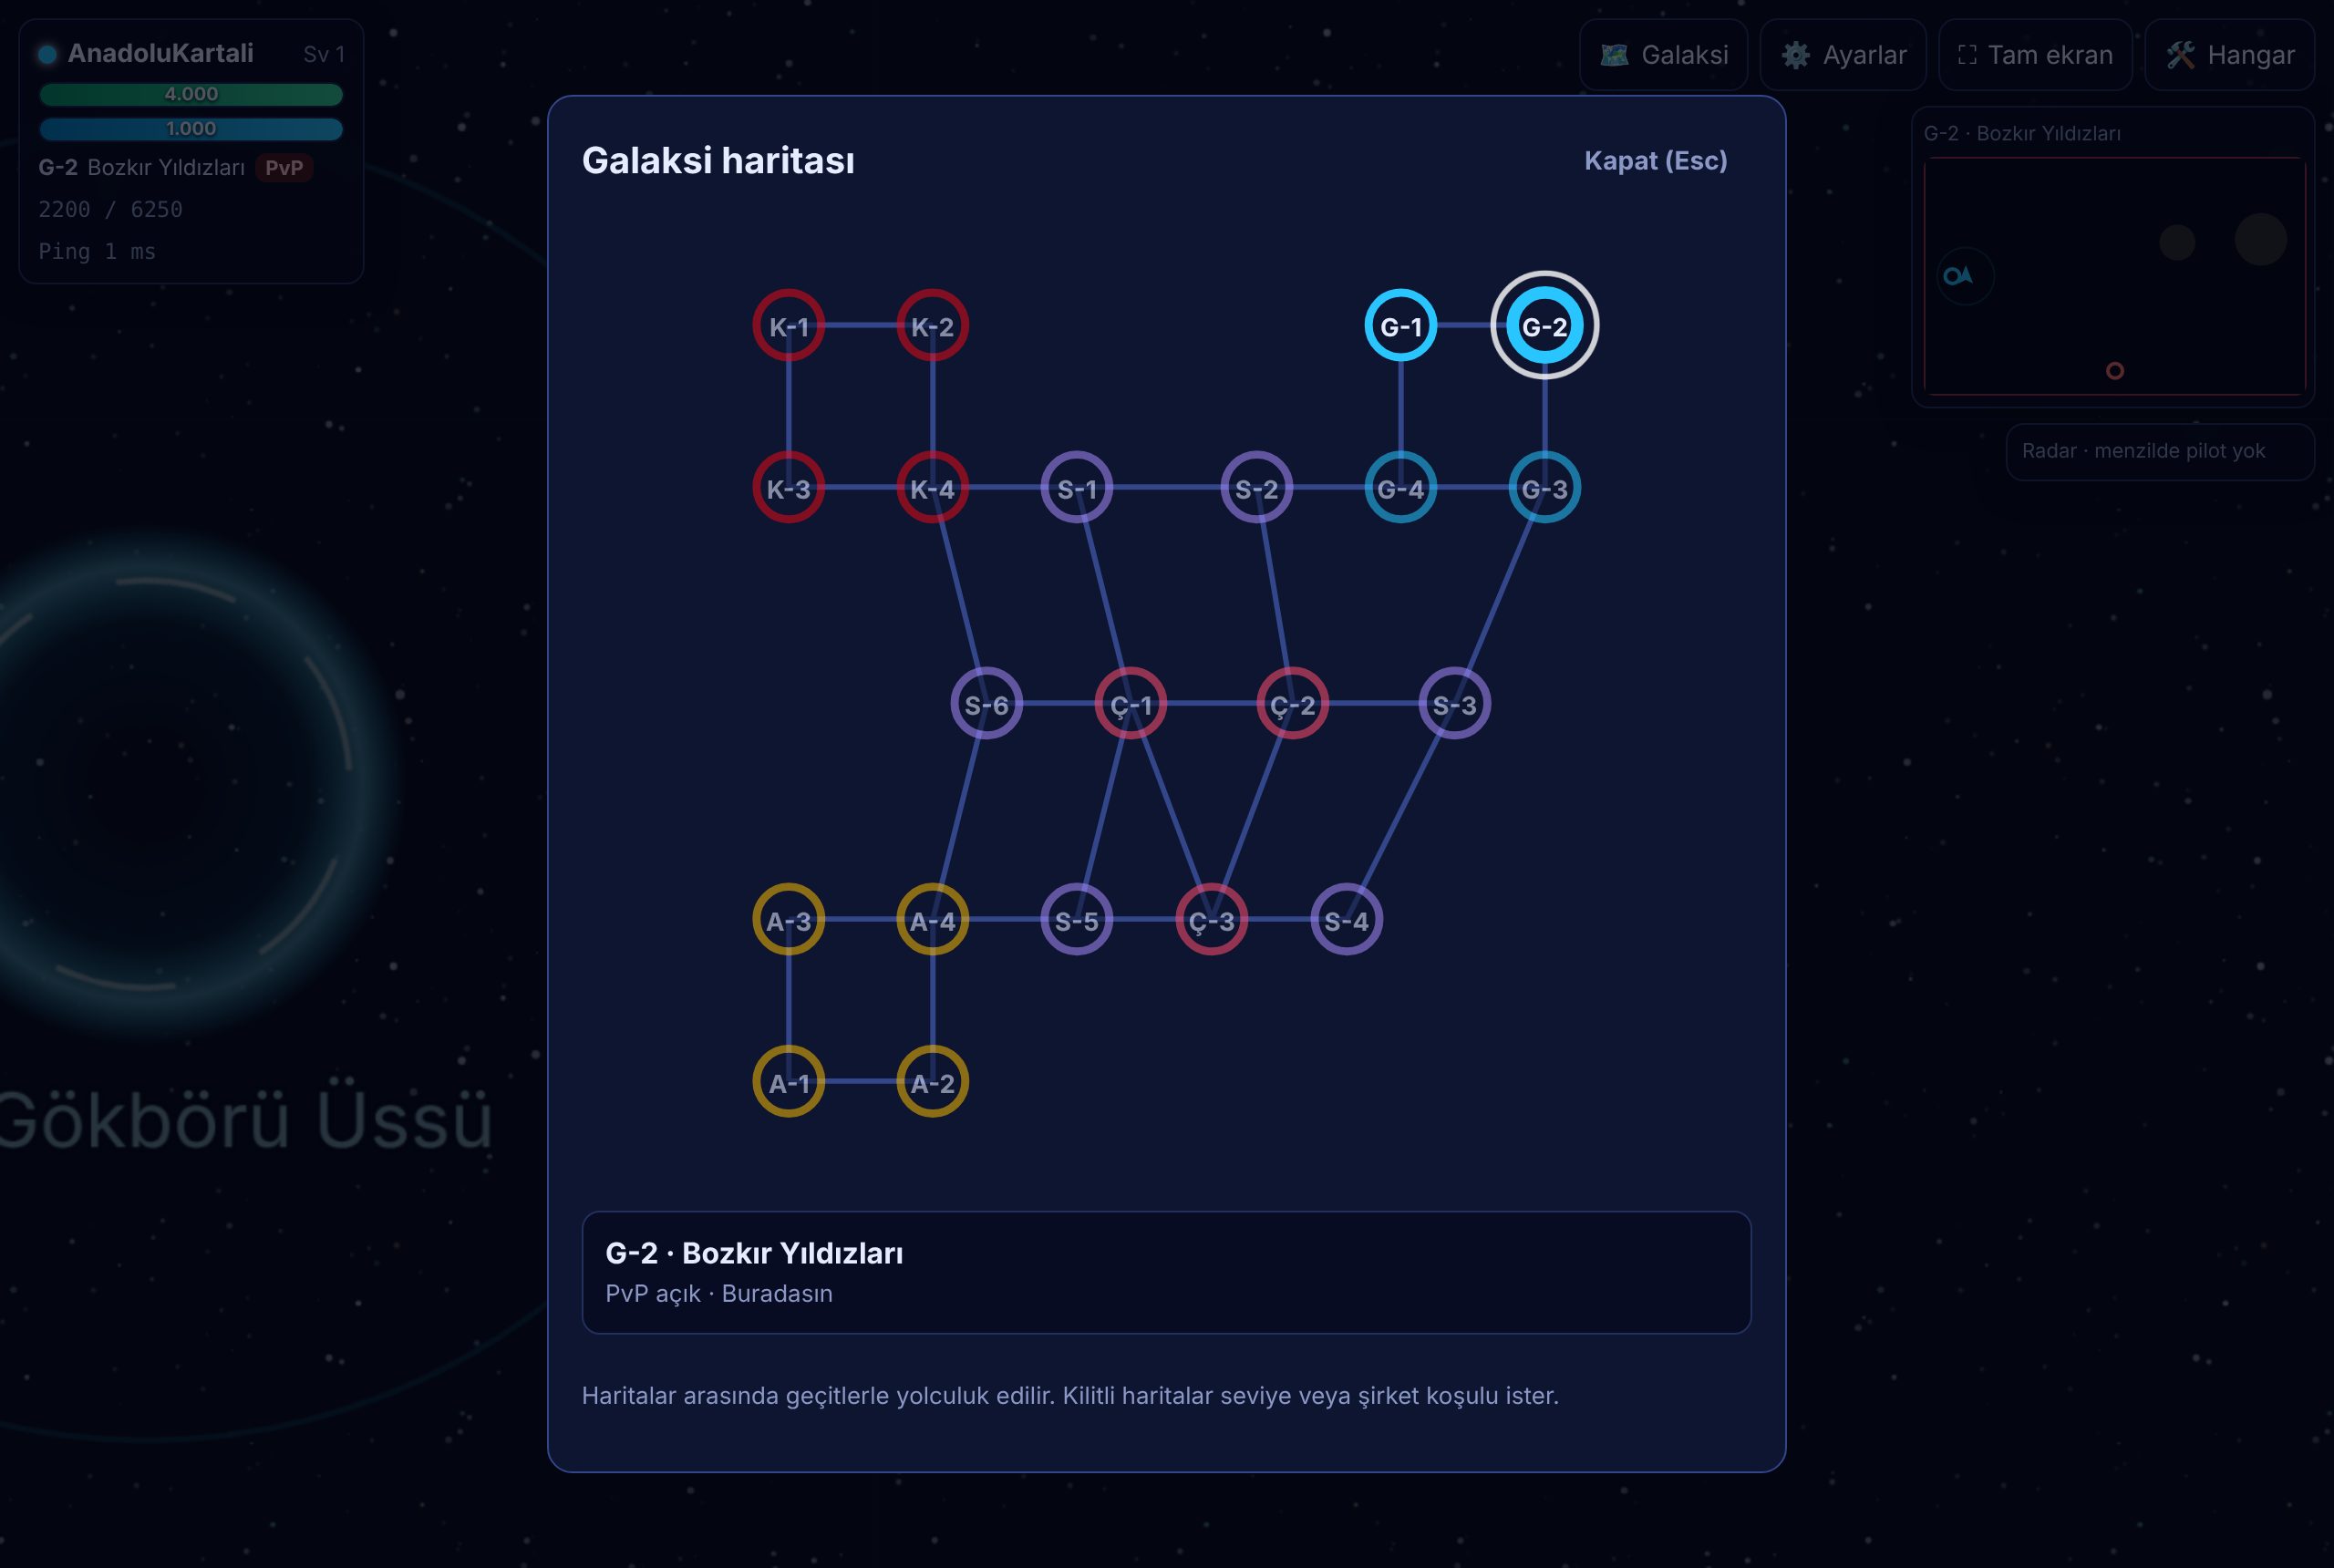 AnadoluKartali Sv 1
4.000
1.000
G-2 Bozkır Yıldızları PvP
2200 / 6250
Ping 1 ms
Galaksi
Ayarlar
Tam ekran
Hangar
G-2 · Bozkır Yıldızları
Radar · menzilde pilot yok
Gökbörü Üssü
Galaksi haritası
Kapat (Esc)
K-1 K-2 G-1 G-2
K-3 K-4 S-1 S-2 G-4 G-3
S-6 Ç-1 Ç-2 S-3
A-3 A-4 S-5 Ç-3 S-4
A-1 A-2
G-2 · Bozkır Yıldızları
PvP açık · Buradasın
Haritalar arasında geçitlerle yolculuk edilir. Kilitli haritalar seviye veya şirket koşulu ister.